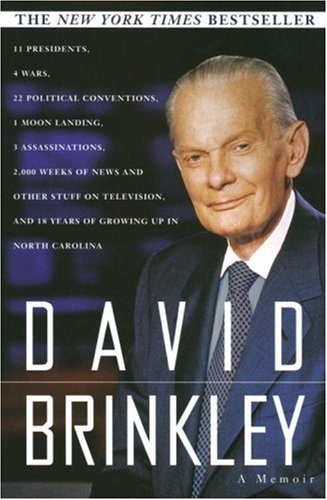 THE NEW YORK TIMES BESTSELLER
11 PRESIDENTS,
4 WARS,
22 POLITICAL CONVENTIONS,
1 MOON LANDING,
3 ASSASSINATIONS,
2,000 WEEKS OF NEWS AND
OTHER STUFF ON TELEVISION,
AND 18 YEARS OF GROWING UP IN
NORTH CAROLINA
DAVID
BRINKLEY
A Memoir